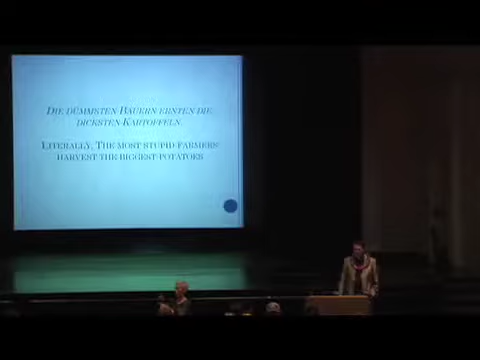 Die dümmsten Bauern ernten die
dicksten Kartoffeln
Literally, The most stupid farmers
harvest the biggest potatoes